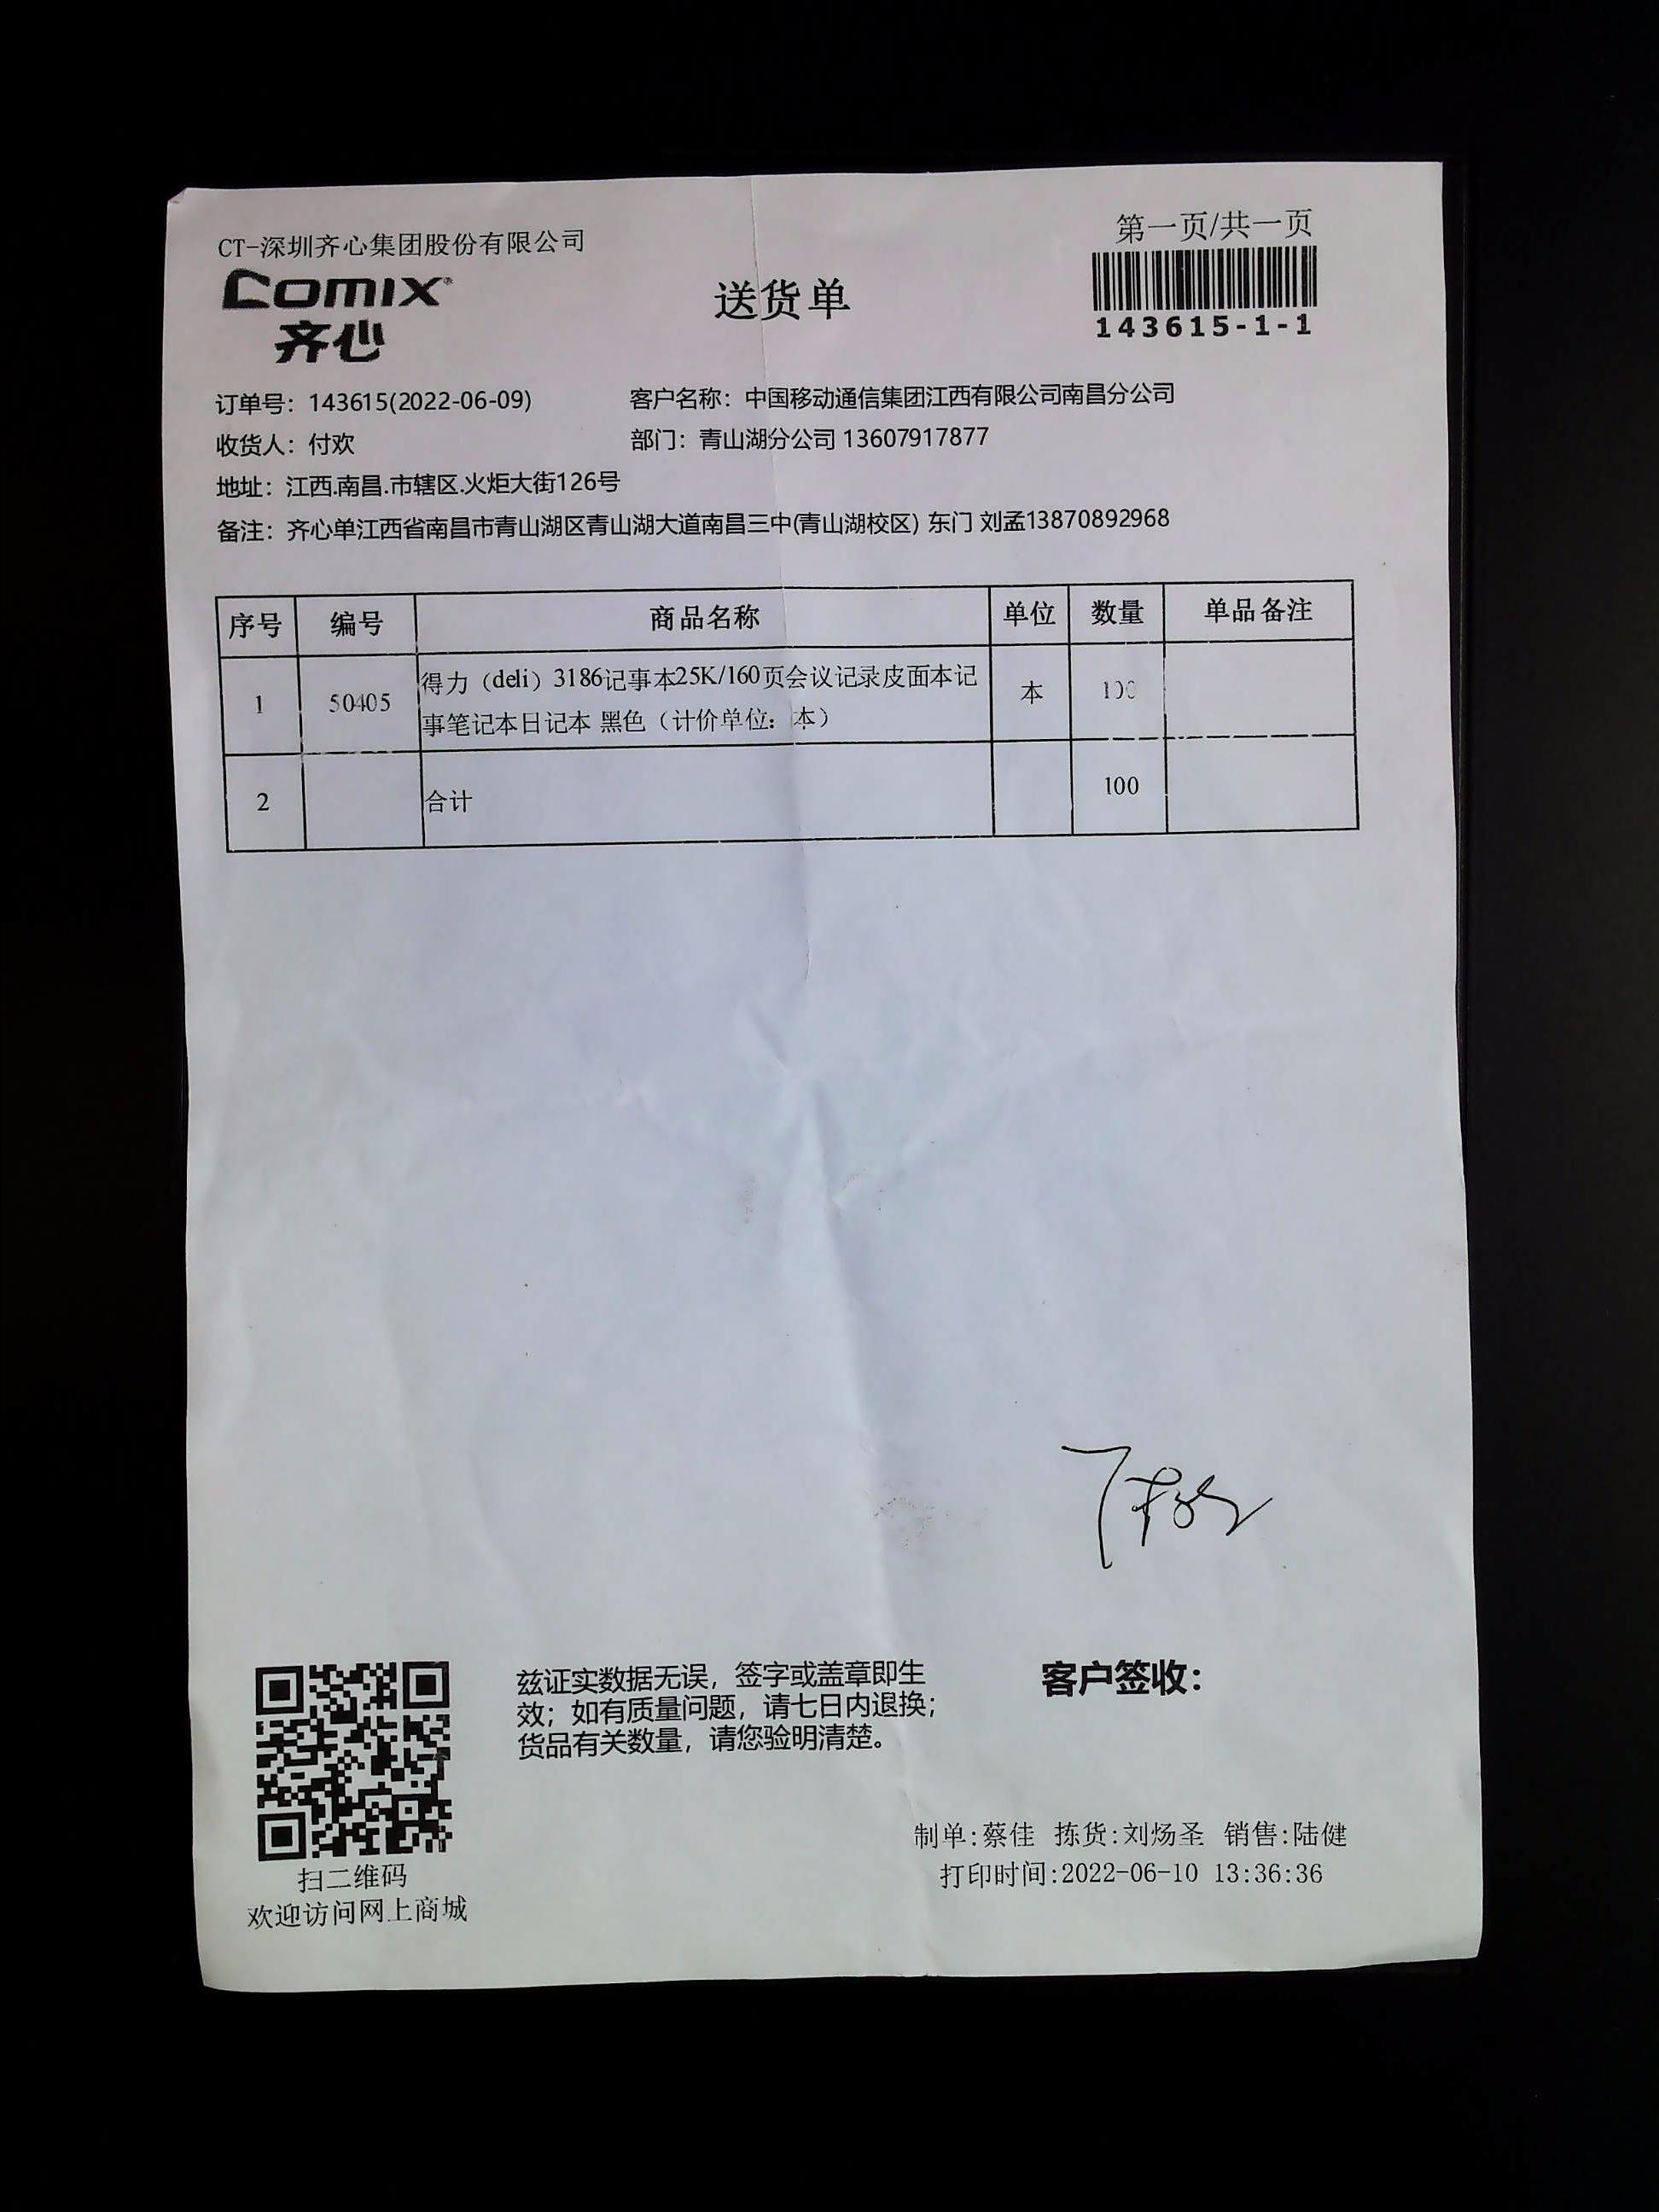 CT-深圳齐心集团股份有限公司
第一页/共一页
Comix
齐心
送货单
143615-1-1
订单号：143615(2022-06-09)
客户名称：中国移动通信集团江西有限公司南昌分公司
收货人：付欢
部门：青山湖分公司 13607917877
地址：江西.南昌.市辖区.火炬大街126号
备注：齐心单江西省南昌市青山湖区青山湖大道南昌三中(青山湖校区) 东门 刘孟13870892968
序号 编号 商品名称 单位 数量 单品备注
1 50405 得力（deli）3186记事本25K/160页会议记录皮面本记 本 100
事笔记本日记本 黑色（计价单位：本）
2 合计 100
兹证实数据无误，签字或盖章即生
效；如有质量问题，请七日内退换；
货品有关数量，请您验明清楚。
客户签收：
扫二维码
欢迎访问网上商城
制单:蔡佳 拣货:刘炀圣 销售:陆健
打印时间:2022-06-10 13:36:36